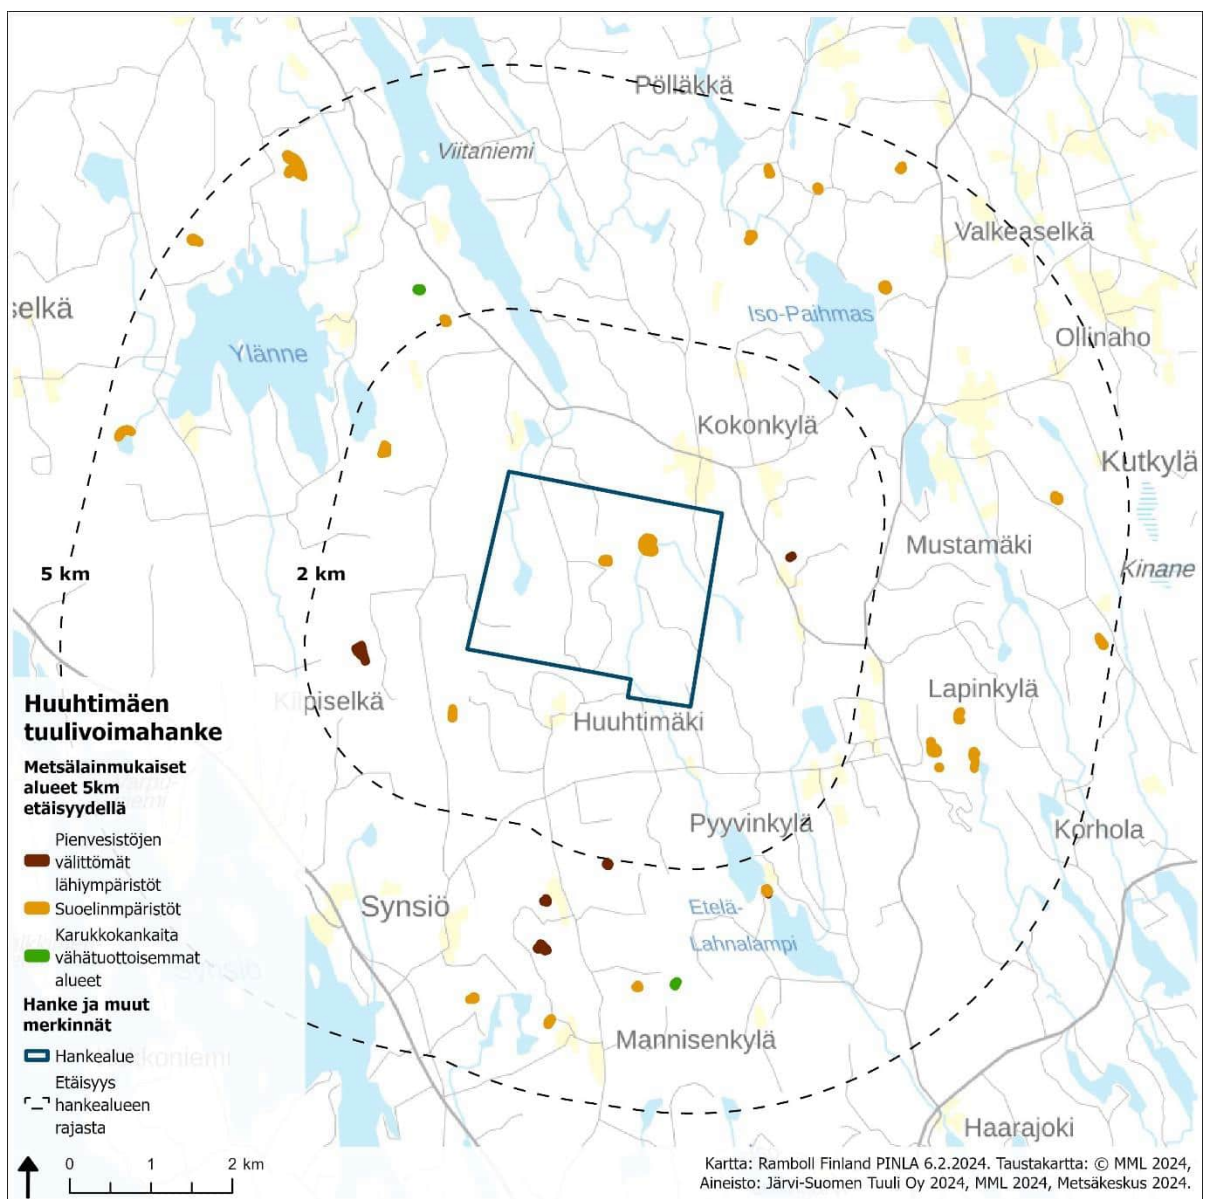 Pölläkkä
Viitaniemi
Valkeaselkä
selkä
Iso-Paihmas
Ollinaho
Ylänne
Kokonkylä
Kutkylä
Mustamäki
5 km
2 km
Kinane
Kilpiselkä
Huuhtimäki
Lapinkylä
Pyyvinkylä
Korhola
Synsiö
Etelä-
Lahnalampi
Mannisenkylä
Haarajoki
Huuhtimäen
tuulivoimahanke
Metsälainmukaiset
alueet 5km
etäisyydellä
Pienvesistöjen
välittömät
lähiympäristöt
Suoelinmpäristöt
Karukkokankaita
vähätuottoisemmat
alueet
Hanke ja muut
merkinnät
Hankealue
Etäisyys
hankealueen
rajasta
0 1 2 km
Kartta: Ramboll Finland PINLA 6.2.2024. Taustakartta: © MML 2024,
Aineisto: Järvi-Suomen Tuuli Oy 2024, MML 2024, Metsäkeskus 2024.